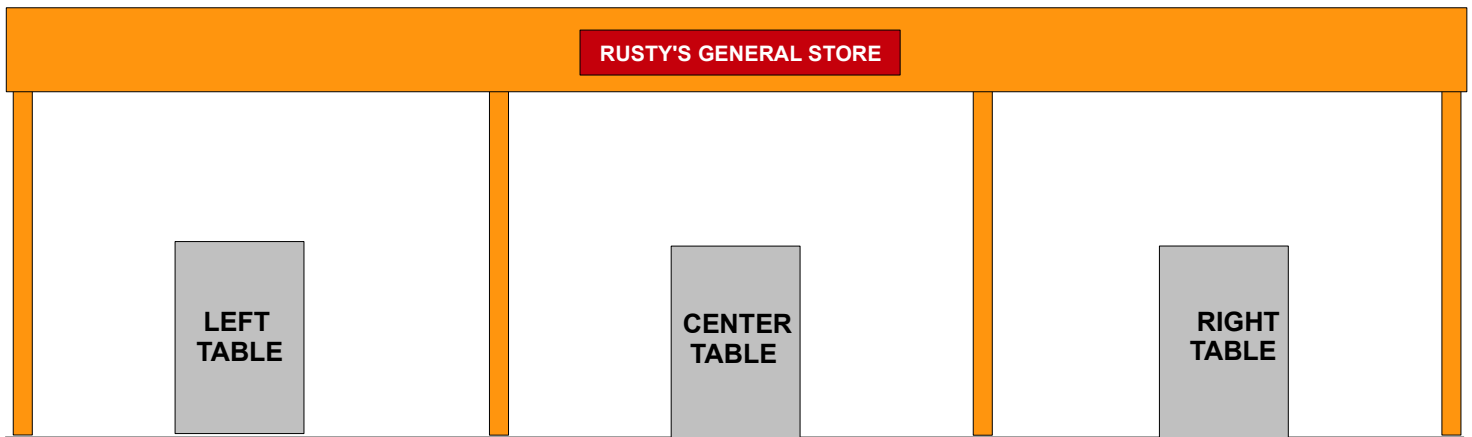 RUSTY'S GENERAL STORE
LEFT
TABLE
CENTER
TABLE
RIGHT
TABLE